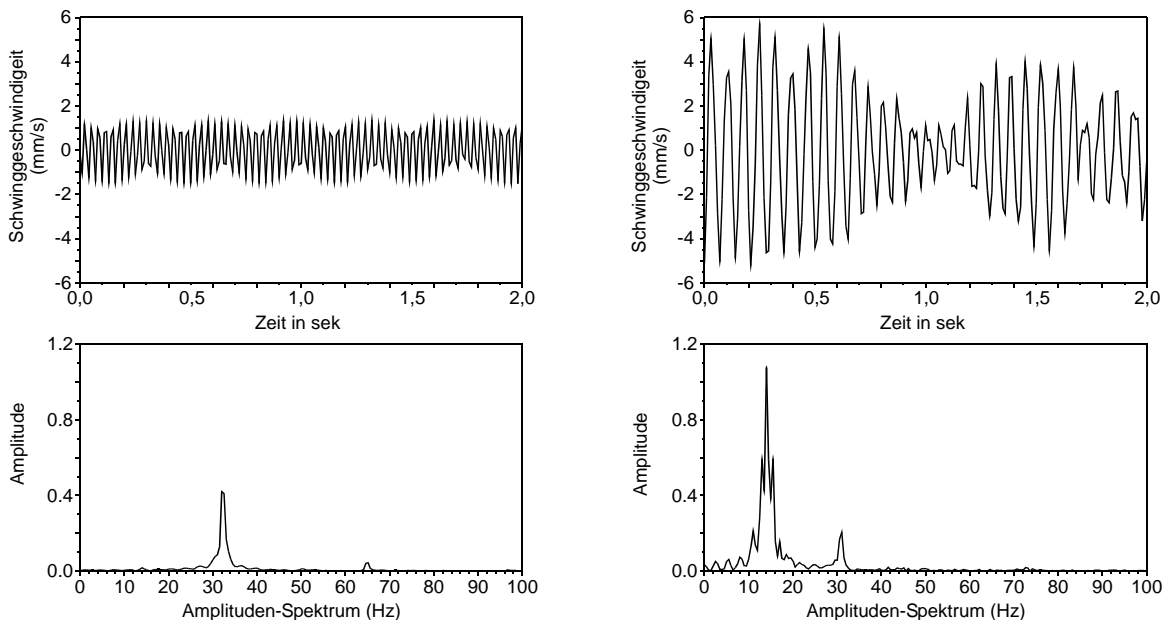 6
4
2
0
-2
-4
-6
Schwinggeschwindigeit
(mm/s)
0,0 0,5 1,0 1,5 2,0
Zeit in sek
6
4
2
0
-2
-4
-6
Schwinggeschwindigeit
(mm/s)
0,0 0,5 1,0 1,5 2,0
Zeit in sek
1.2
0.8
0.4
0.0
Amplitude
0 10 20 30 40 50 60 70 80 90 100
Amplituden-Spektrum (Hz)
1.2
0.8
0.4
0.0
Amplitude
0 10 20 30 40 50 60 70 80 90 100
Amplituden-Spektrum (Hz)